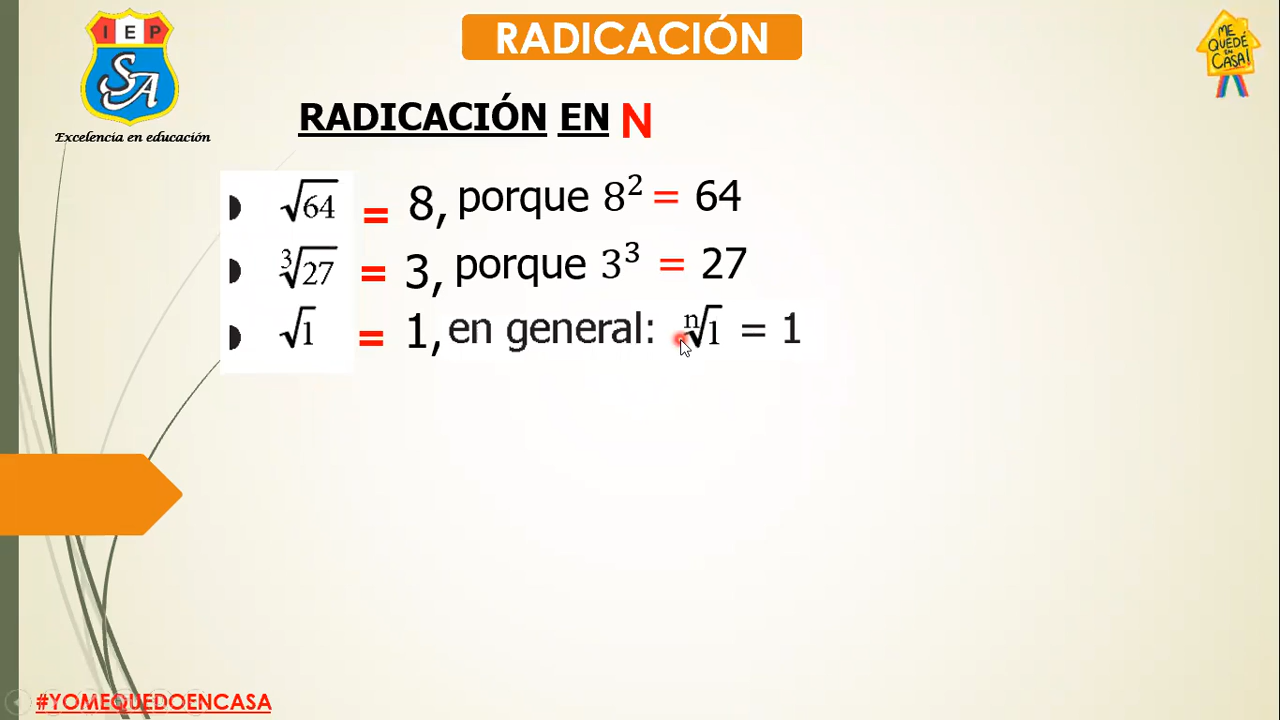 RADICACIÓN
I E P
SA
Excelencia en educación
ME
QUEDÉ
EN
CASA!
RADICACIÓN EN N
√64 = 8, porque 8² = 64
∛27 = 3, porque 3³ = 27
√1 = 1, en general: ⁿ√1 = 1
#YOMEQUEDOENCASA